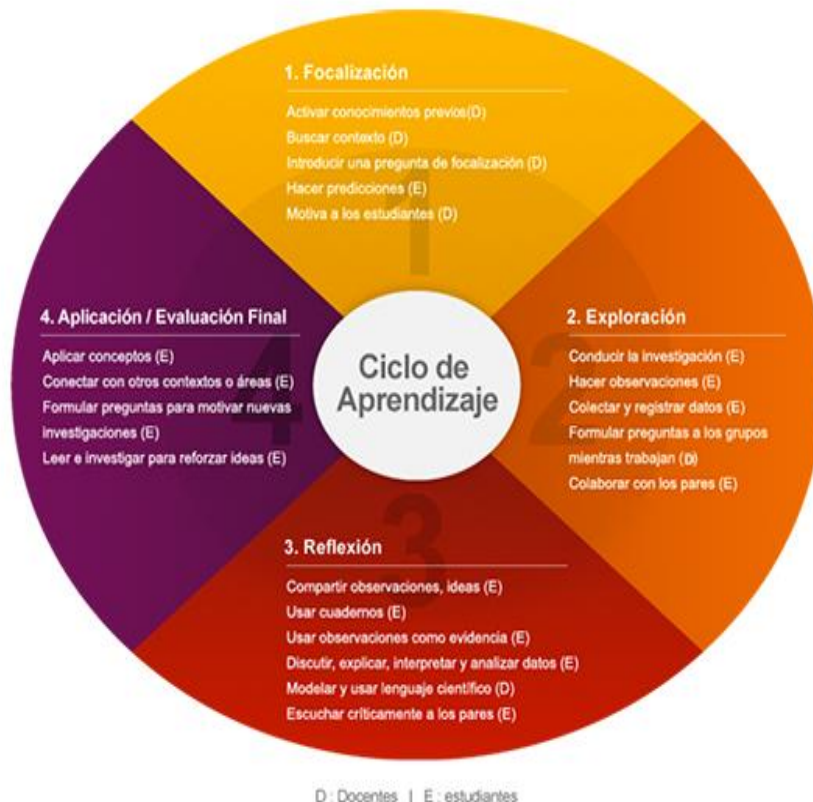 1. Focalización
Activar conocimientos previos(D)
Buscar contexto (D)
Introducir una pregunta de focalización (D)
Hacer predicciones (E)
Motiva a los estudiantes (D)
1
2. Exploración
Conducir la investigación (E)
Hacer observaciones (E)
Colectar y registrar datos (E)
Formular preguntas a los grupos
mientras trabajan (D)
Colaborar con los pares (E)
2
3. Reflexión
Compartir observaciones, ideas (E)
Usar cuadernos (E)
Usar observaciones como evidencia (E)
Discutir, explicar, interpretar y analizar datos (E)
Modelar y usar lenguaje científico (D)
Escuchar críticamente a los pares (E)
3
4. Aplicación / Evaluación Final
Aplicar conceptos (E)
Conectar con otros contextos o áreas (E)
Formular preguntas para motivar nuevas
investigaciones (E)
Leer e investigar para reforzar ideas (E)
4
Ciclo de
Aprendizaje
D : Docentes | E : estudiantes